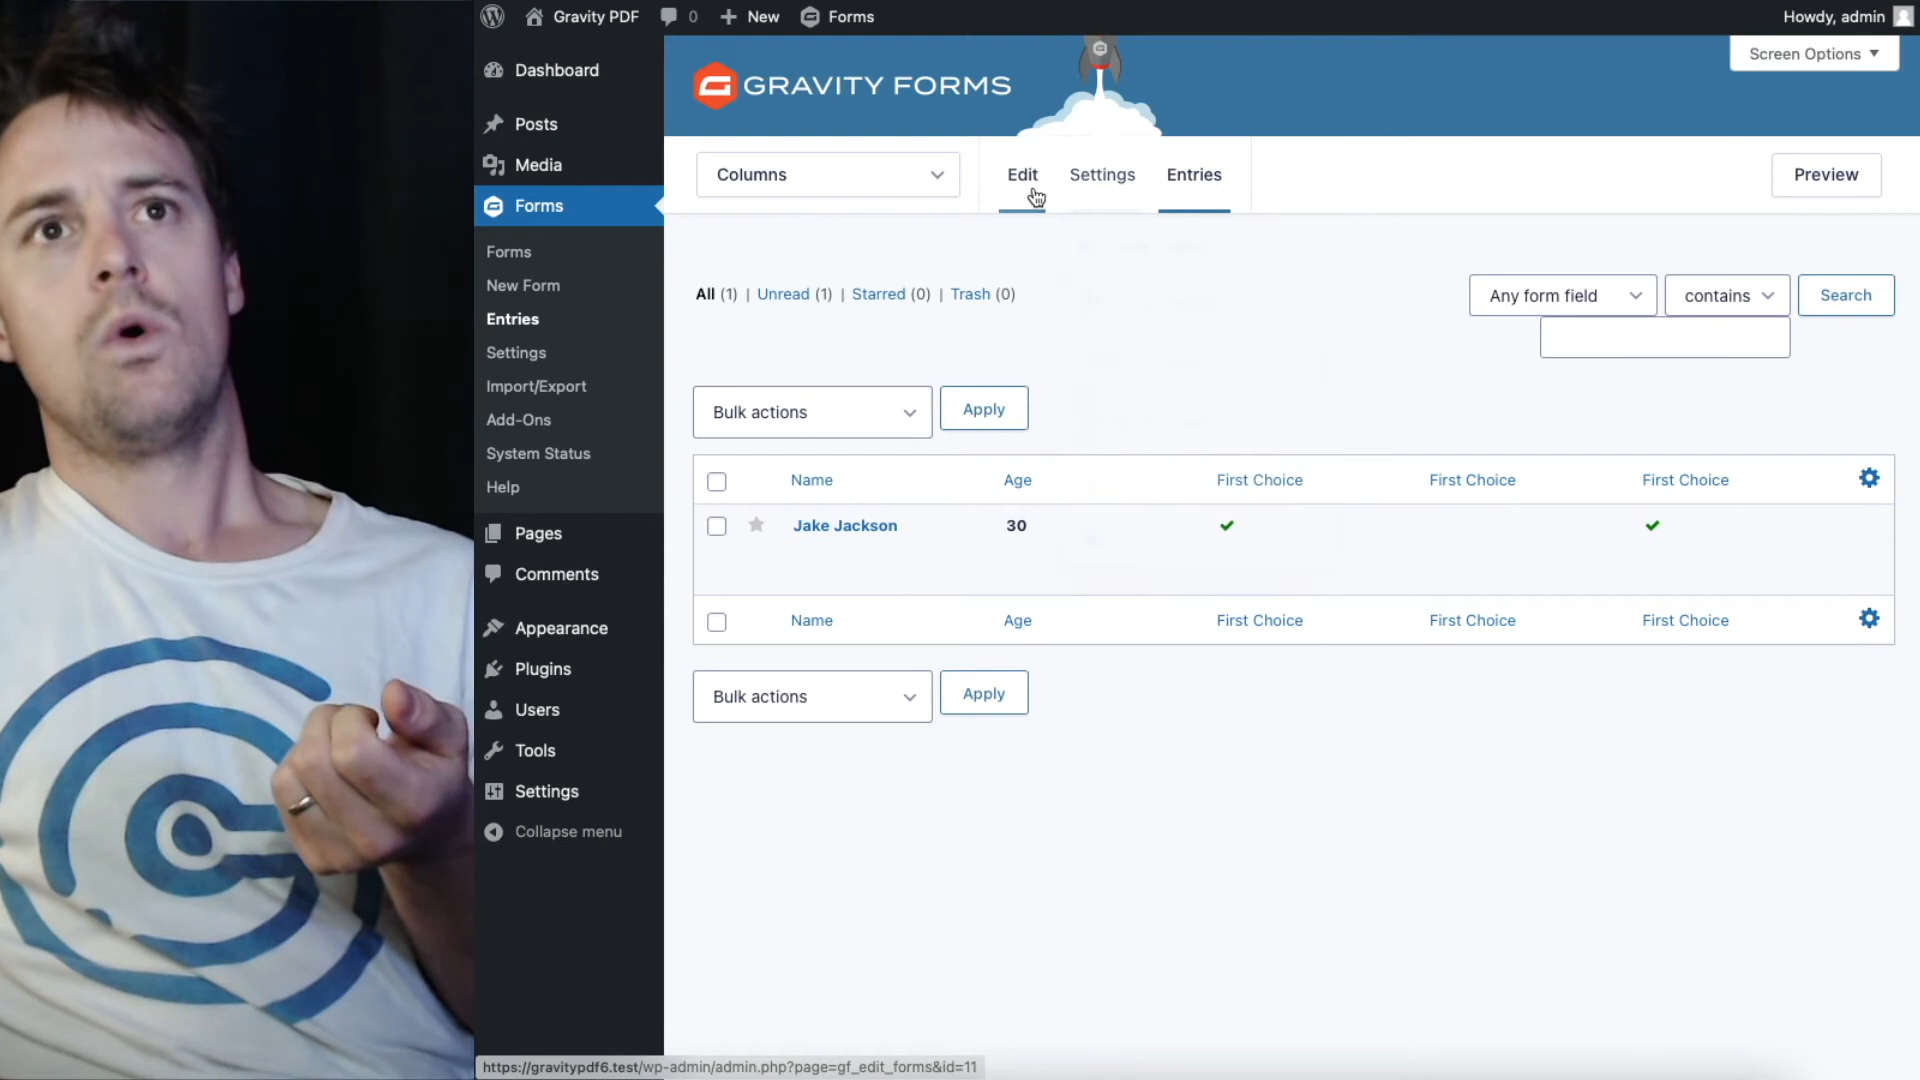 Gravity PDF
0
New
Forms
Howdy, admin
Screen Options
GRAVITY FORMS
Dashboard
Posts
Media
Forms
Forms
New Form
Entries
Settings
Import/Export
Add-Ons
System Status
Help
Pages
Comments
Appearance
Plugins
Users
Tools
Settings
Collapse menu
Columns
Edit
Settings
Entries
Preview
All (1) | Unread (1) | Starred (0) | Trash (0)
Any form field
contains
Search
Bulk actions
Apply
Name Age First Choice First Choice First Choice
Jake Jackson 30
Name Age First Choice First Choice First Choice
Bulk actions
Apply
https://gravitypdf6.test/wp-admin/admin.php?page=gf_edit_forms&id=11